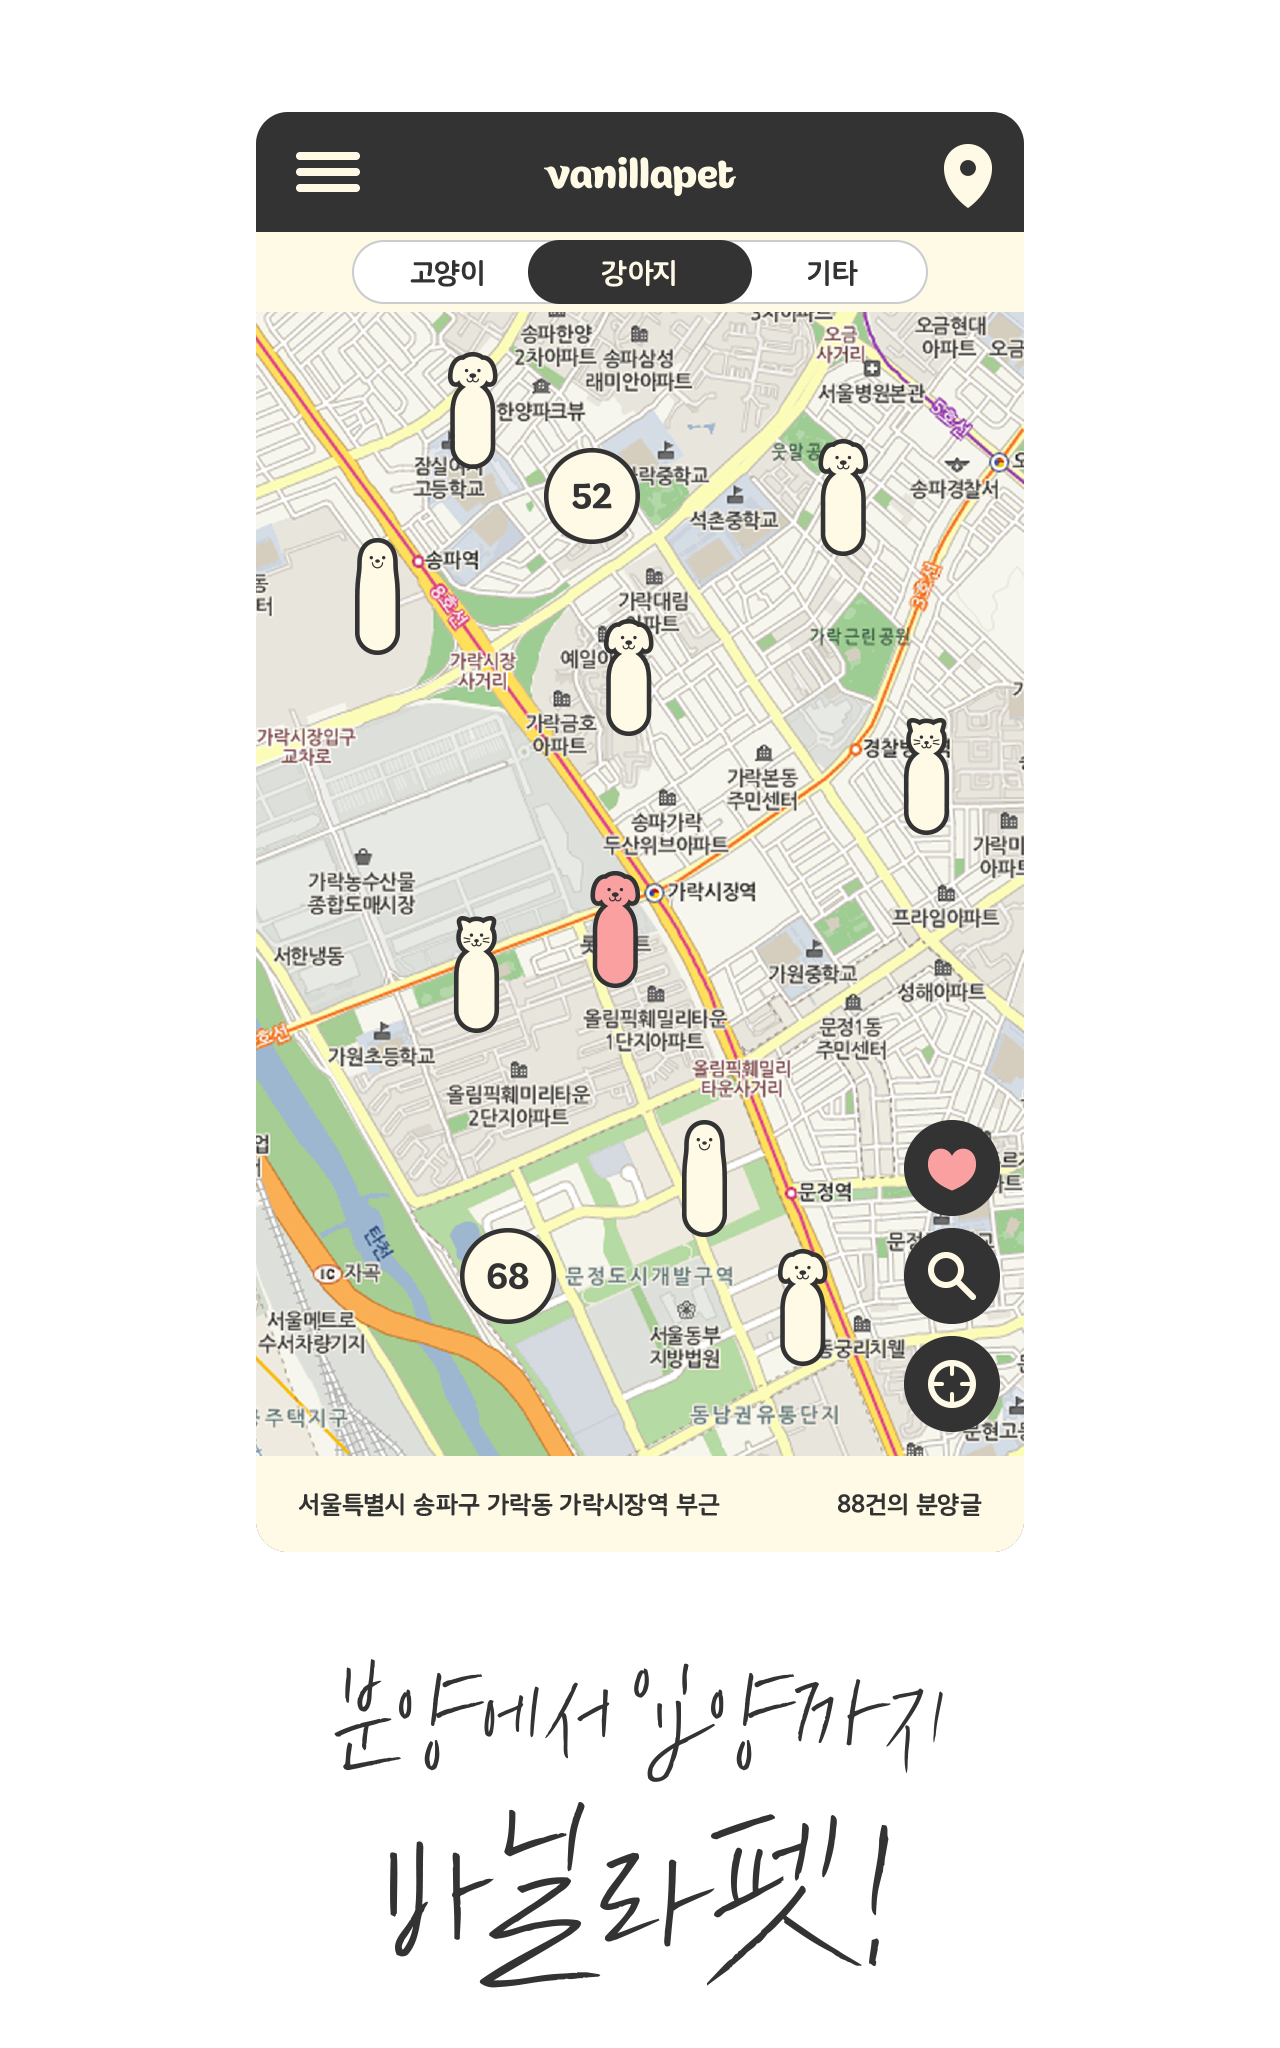 vanillapet
고양이
강아지
기타
송파한양
2차아파트
송파삼성
래미안아파트
한양파크뷰
오금
사거리
오금현대
아파트
오금
서울병원본관
5호선
고등학교
52
락중학교
석촌중학교
웃말공
송파경찰서
송파역
8호선
3호선
동
터
가락대림
파트
예일
가락근린공원
가락시장
사거리
가락금호
아파트
가락시장입구
교차로
경찰병
가락본동
주민센터
송파가락
두산위브아파트
가락농수산물
종합도매시장
가락시장역
프라임아파트
서한냉동
가원중학교
성해아파트
올림픽훼밀리타운
1단지아파트
문정1동
주민센터
호선
가원초등학교
올림픽훼밀리
타운사거리
올림픽훼미리타운
2단지아파트
업
문정역
탄천
IC
자곡
68
문정도시개발구역
서울메트로
수서차량기지
서울동부
지방법원
동궁리치웰
주택지구
동남권유통단지
문현고등
서울특별시 송파구 가락동 가락시장역 부근
88건의 분양글
분양에서 입양까지
바닐라펫!